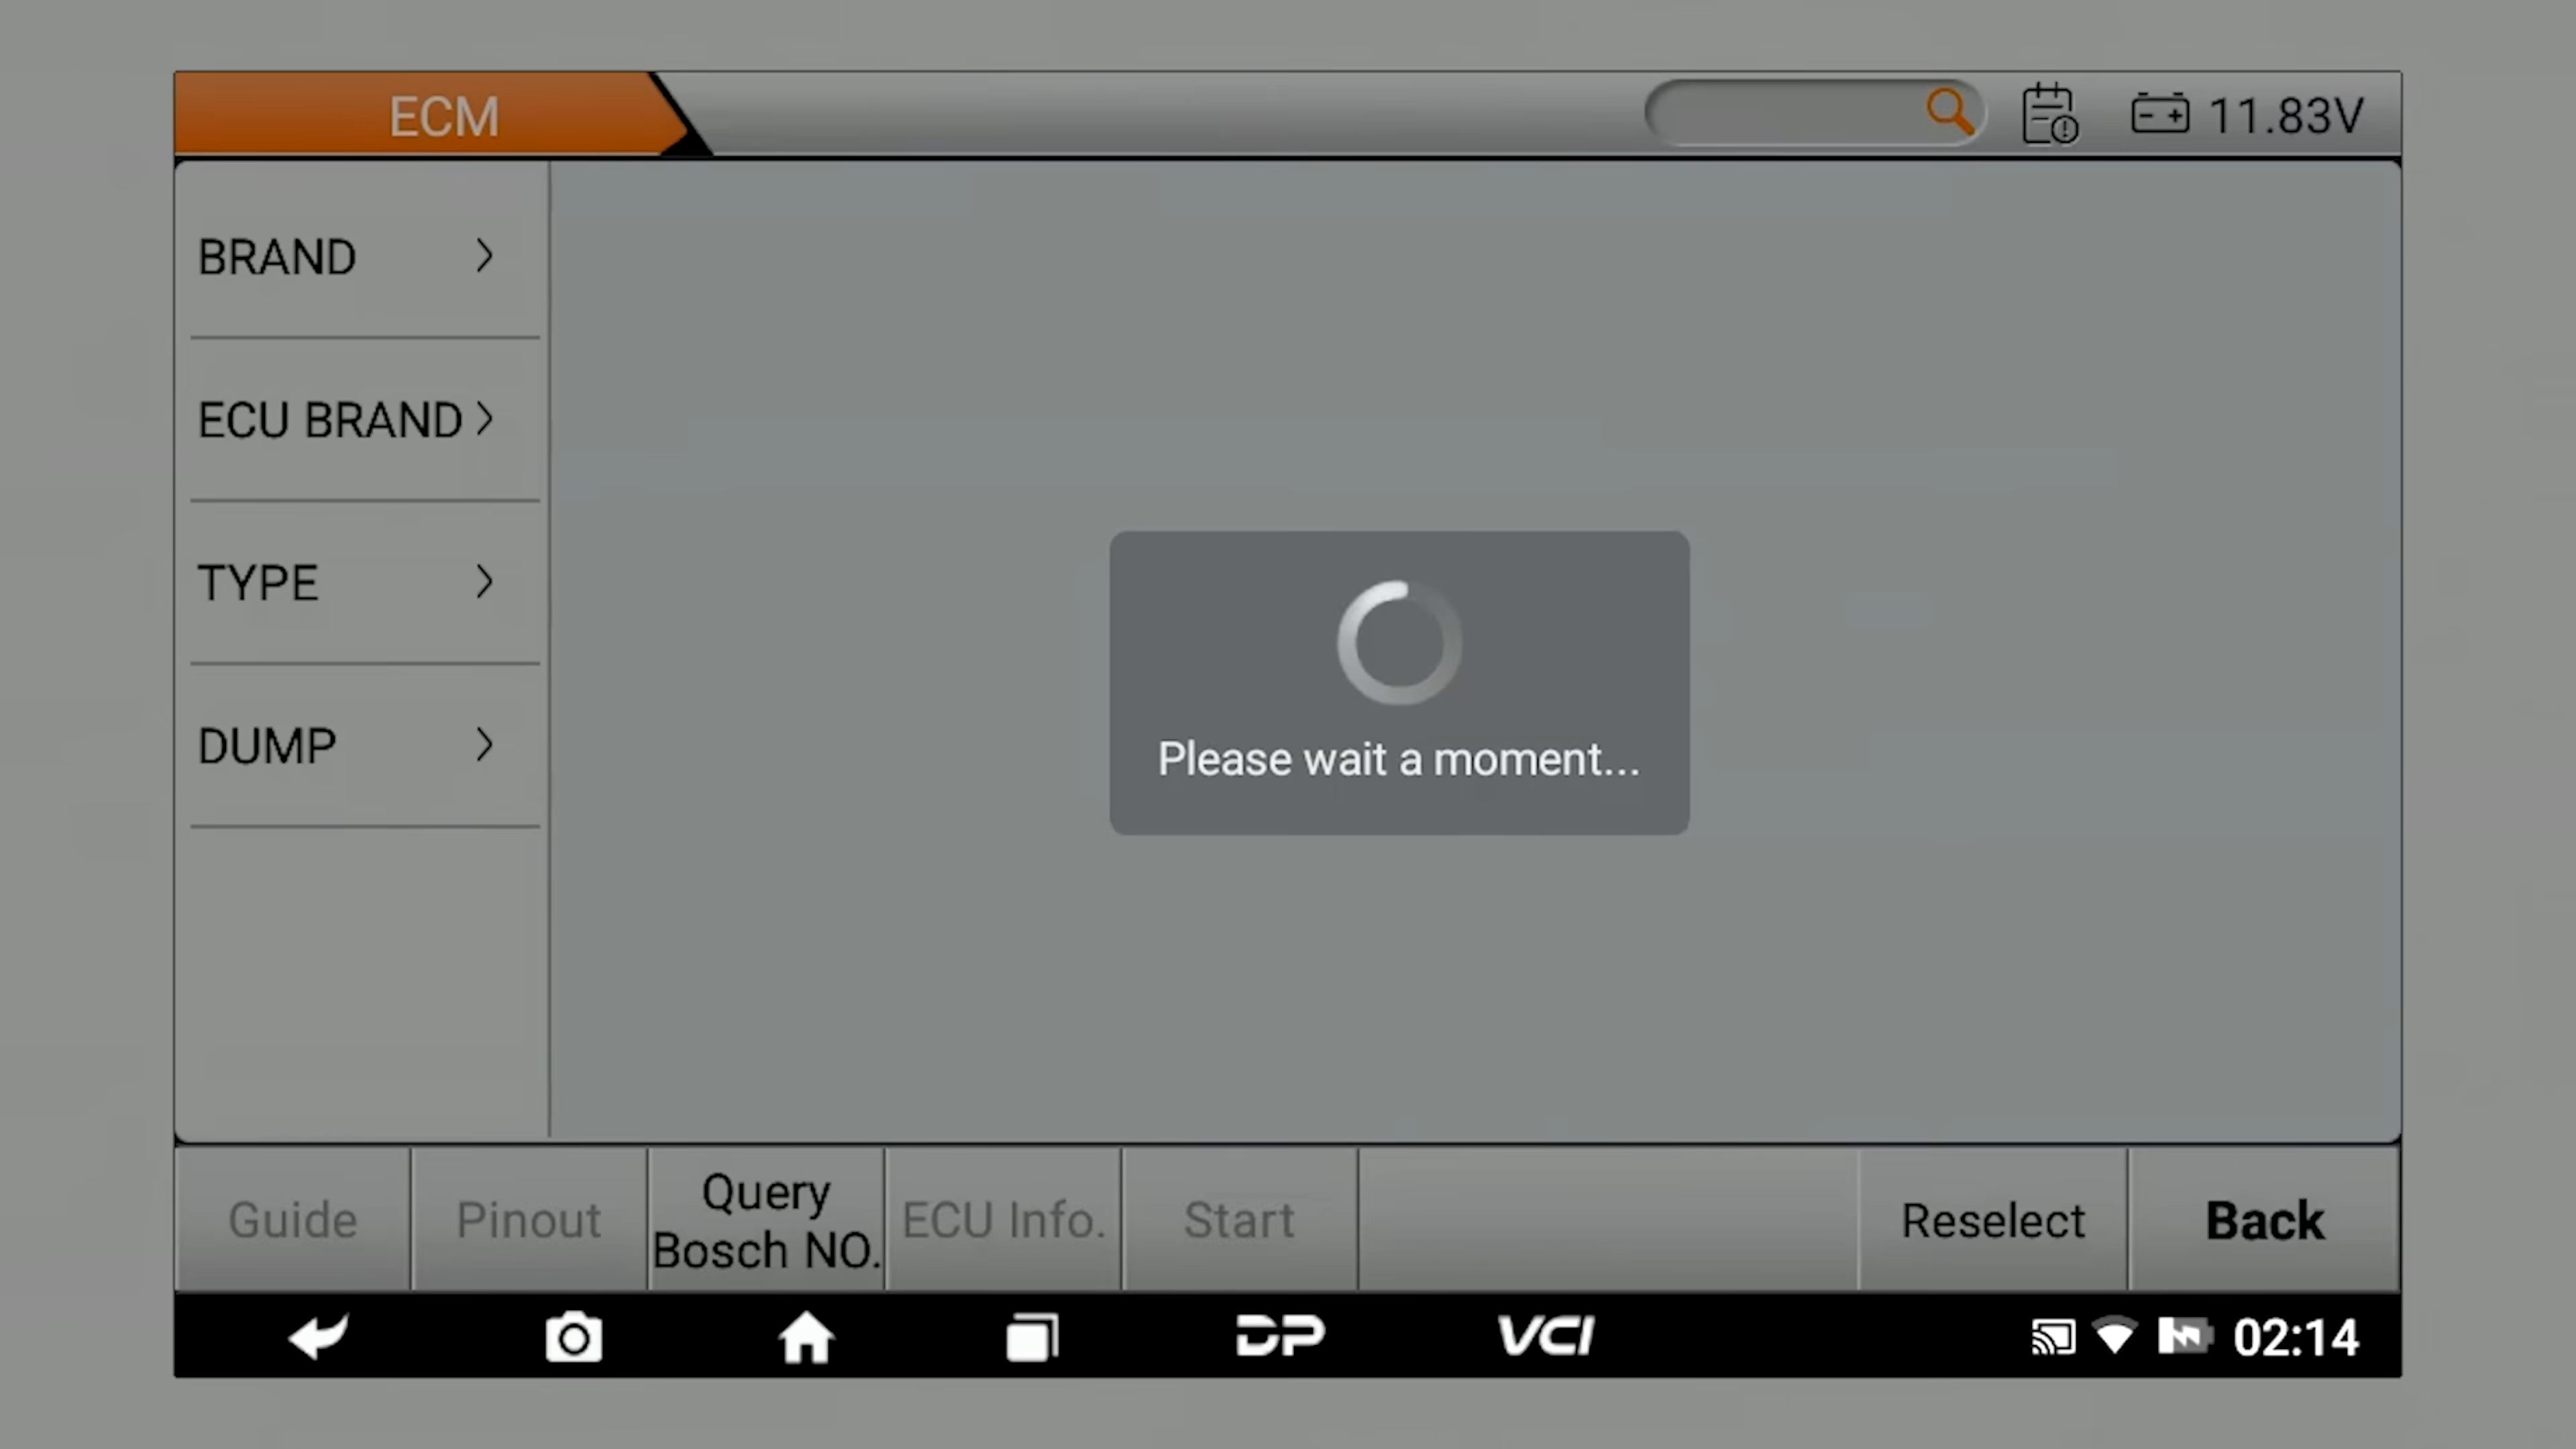 ECM
11.83V
BRAND
ECU BRAND
TYPE
DUMP
Please wait a moment...
Guide
Pinout
Query
Bosch NO.
ECU Info.
Start
Reselect
Back
DP
VCI
02:14